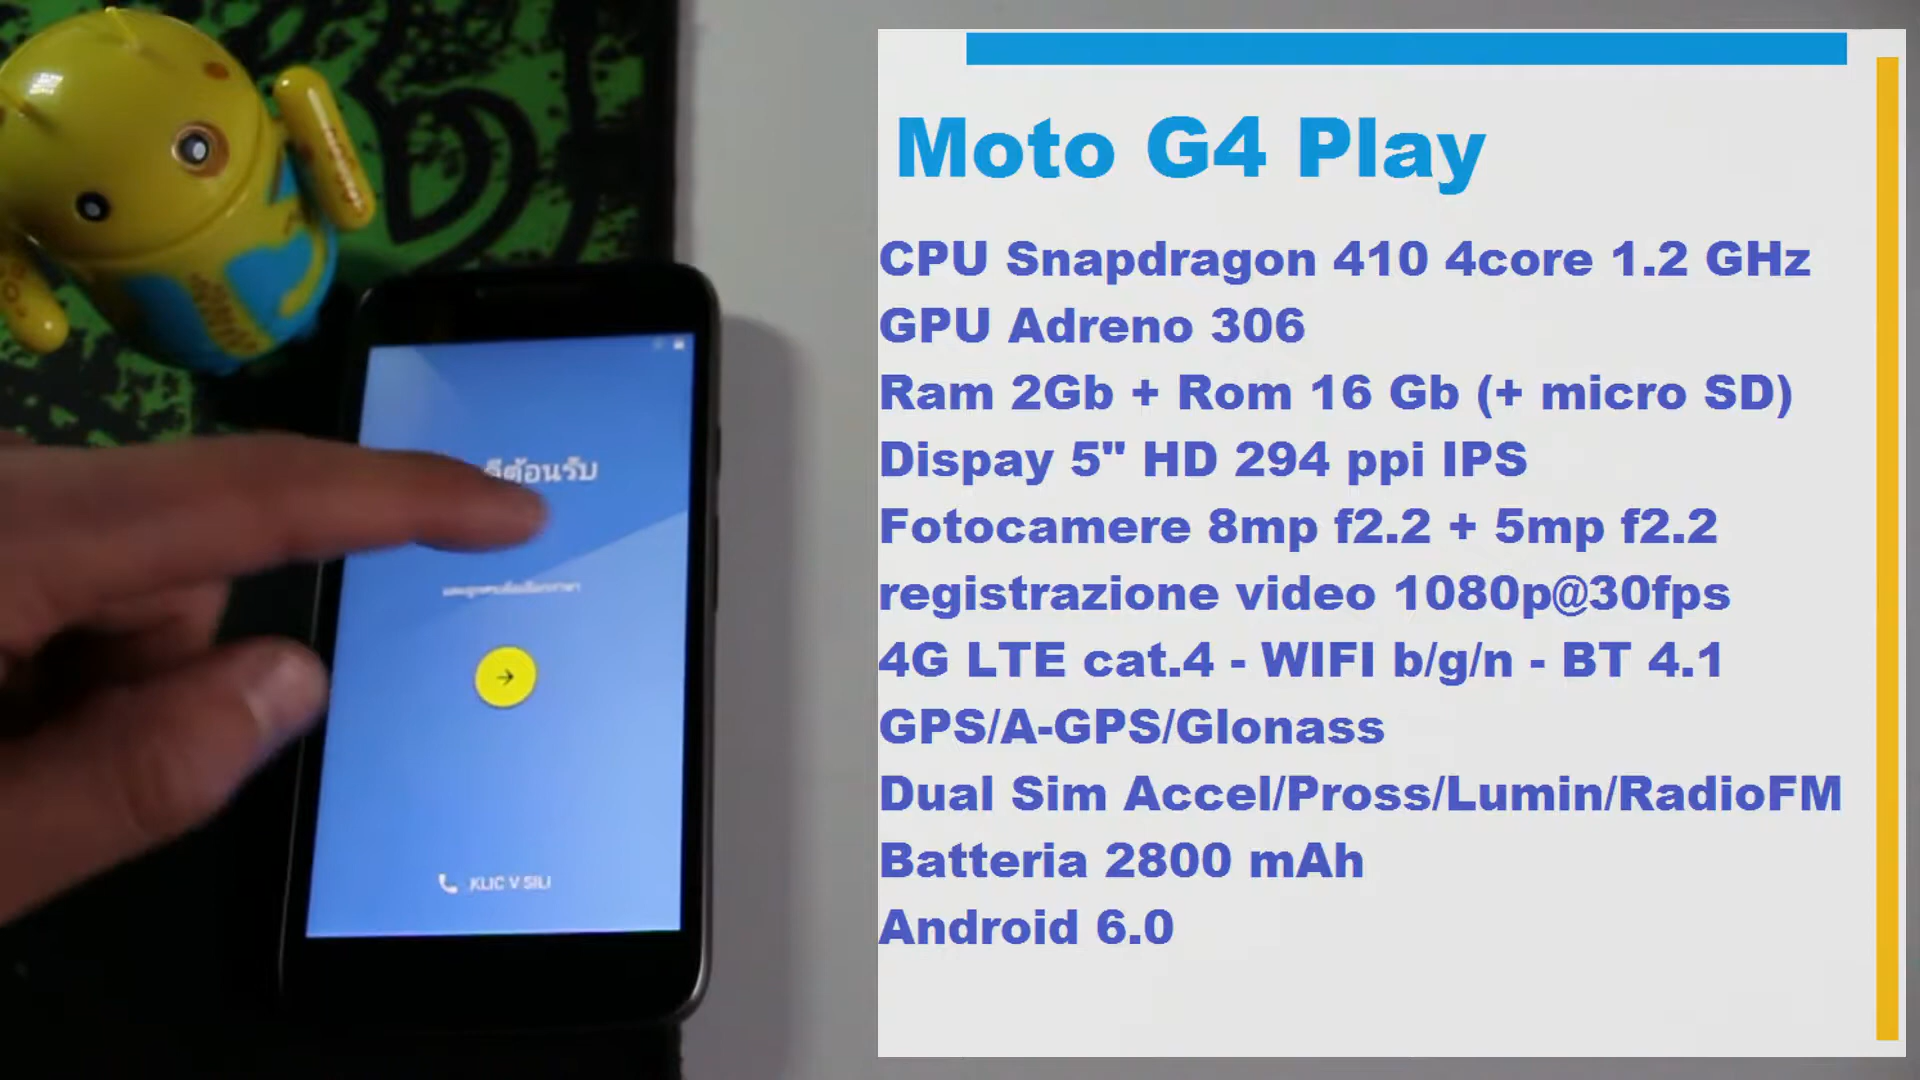 Moto G4 Play
CPU Snapdragon 410 4core 1.2 GHz
GPU Adreno 306
Ram 2Gb + Rom 16 Gb (+ micro SD)
Dispay 5" HD 294 ppi IPS
Fotocamere 8mp f2.2 + 5mp f2.2
registrazione video 1080p@30fps
4G LTE cat.4 - WIFI b/g/n - BT 4.1
GPS/A-GPS/Glonass
Dual Sim Accel/Pross/Lumin/RadioFM
Batteria 2800 mAh
Android 6.0
KLIC V SILI